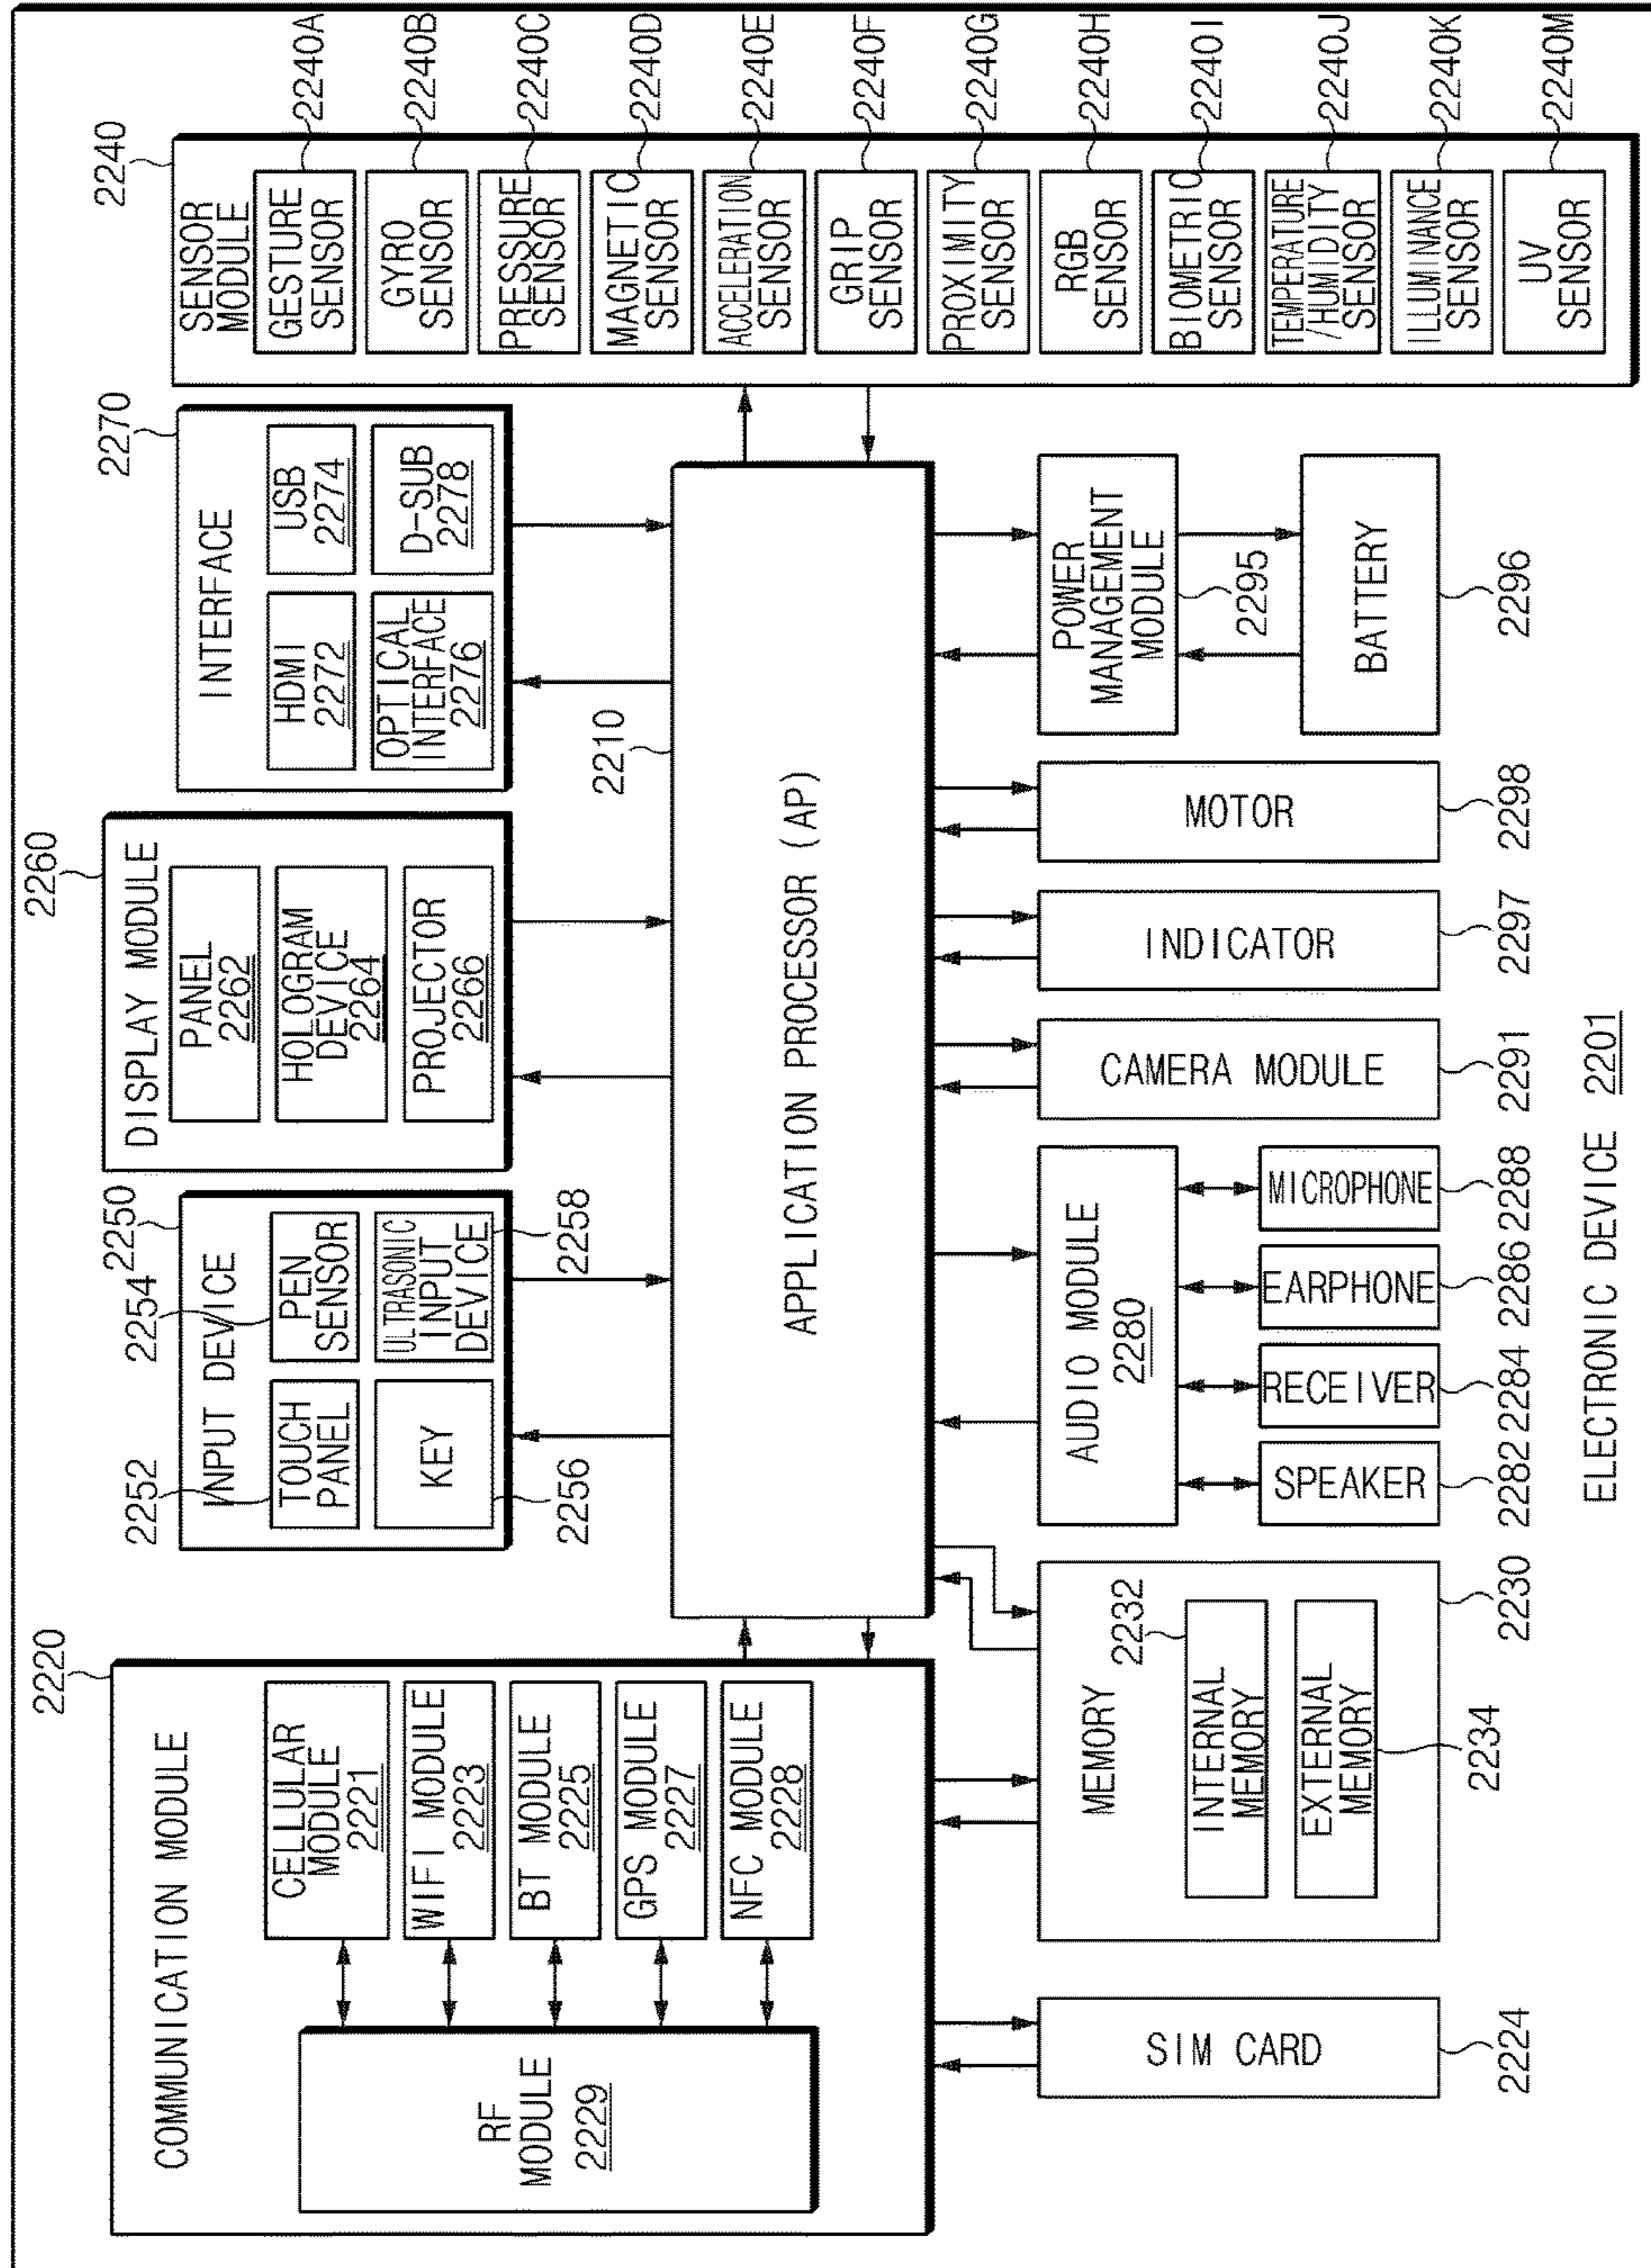 COMMUNICATION MODULE
2220
RF
MODULE
2229
CELLULAR
MODULE
2221
WIFI MODULE
2223
BT MODULE
2225
GPS MODULE
2227
NFC MODULE
2228
INPUT DEVICE
2250
2252
TOUCH
PANEL
2254
PEN
SENSOR
KEY
2256
ULTRASONIC
INPUT
DEVICE
2258
DISPLAY MODULE
2260
PANEL
2262
HOLOGRAM
DEVICE
2264
PROJECTOR
2266
INTERFACE
2270
HDMI
2272
USB
2274
OPTICAL
INTERFACE
2276
D-SUB
2278
2210
APPLICATION PROCESSOR (AP)
SENSOR
MODULE
2240
GESTURE
SENSOR
2240A
GYRO
SENSOR
2240B
PRESSURE
SENSOR
2240C
MAGNETIC
SENSOR
2240D
ACCELERATION
SENSOR
2240E
GRIP
SENSOR
2240F
PROXIMITY
SENSOR
2240G
RGB
SENSOR
2240H
BIOMETRIC
SENSOR
2240I
TEMPERATURE
/HUMIDITY
SENSOR
2240J
ILLUMINANCE
SENSOR
2240K
UV
SENSOR
2240M
SIM CARD
2224
MEMORY
2232
INTERNAL
MEMORY
EXTERNAL
MEMORY
2234
2230
AUDIO MODULE
2280
SPEAKER
2282
RECEIVER
2284
EARPHONE
2286
MICROPHONE
2288
CAMERA MODULE
2291
INDICATOR
2297
MOTOR
2298
POWER
MANAGEMENT
MODULE
2295
BATTERY
2296
ELECTRONIC DEVICE 2201